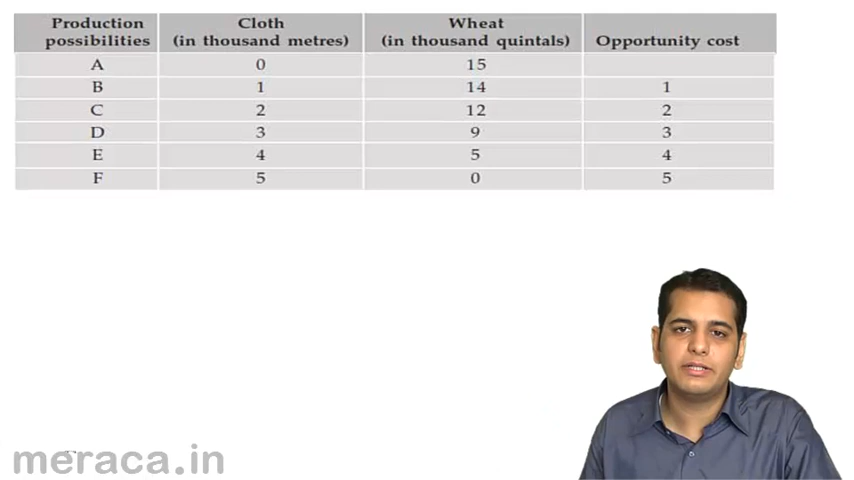 Production possibilities Cloth (in thousand metres) Wheat (in thousand quintals) Opportunity cost
A 0 15
B 1 14 1
C 2 12 2
D 3 9 3
E 4 5 4
F 5 0 5
meraca.in